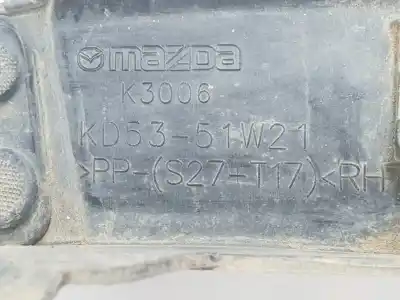 mazda
K3006
KD53-51W21
>PP-(S27-T17)<RH